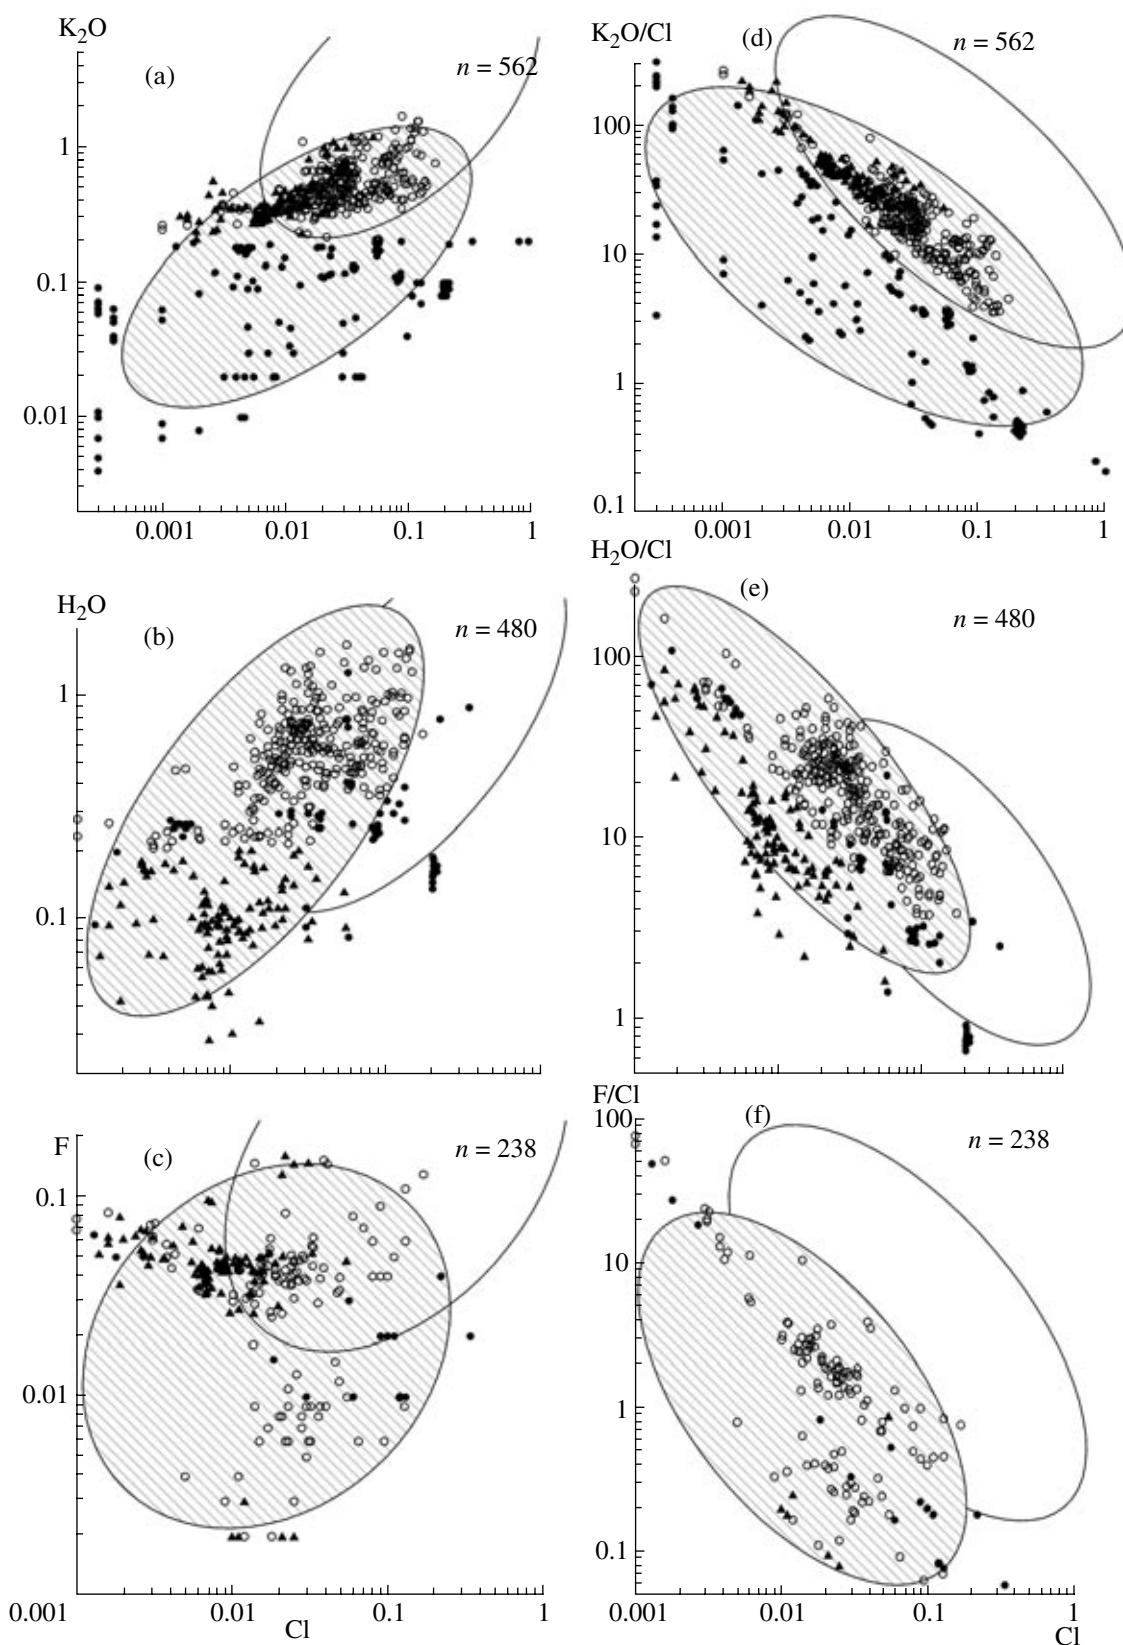 K₂O
(a)
n = 562
1
0.1
0.01
0.001 0.01 0.1 1
K₂O/Cl
(d)
n = 562
100
10
1
0.1
0.001 0.01 0.1 1
H₂O
(b)
n = 480
1
0.1
H₂O/Cl
(e)
n = 480
100
10
1
F
(c)
n = 238
0.1
0.01
0.001 0.01 0.1 1
Cl
F/Cl
(f)
n = 238
100
10
1
0.1
0.001 0.01 0.1 1
Cl